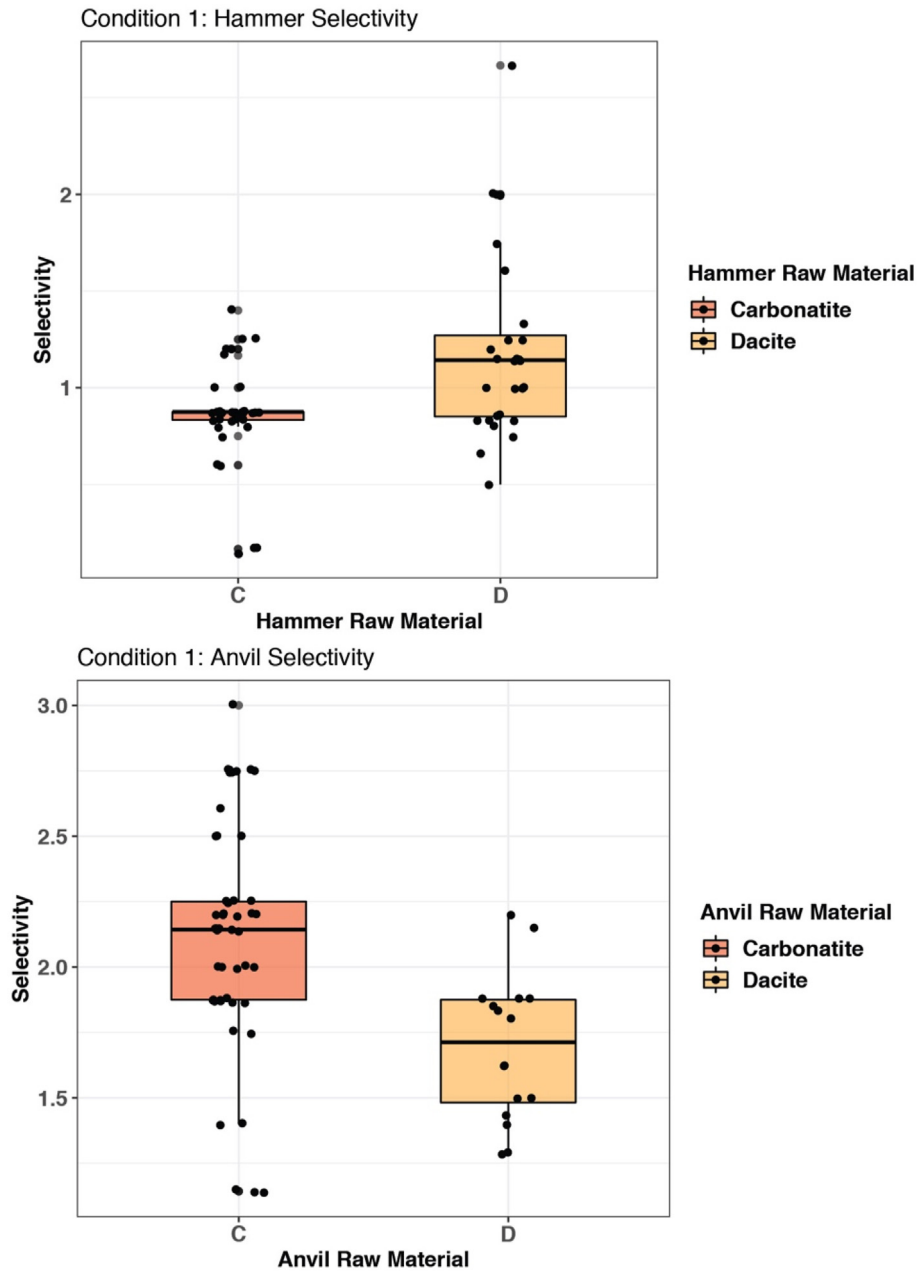 Condition 1: Hammer Selectivity
Selectivity
2
1
C
D
Hammer Raw Material
Hammer Raw Material
Carbonatite
Dacite
Condition 1: Anvil Selectivity
Selectivity
3.0
2.5
2.0
1.5
C
D
Anvil Raw Material
Anvil Raw Material
Carbonatite
Dacite